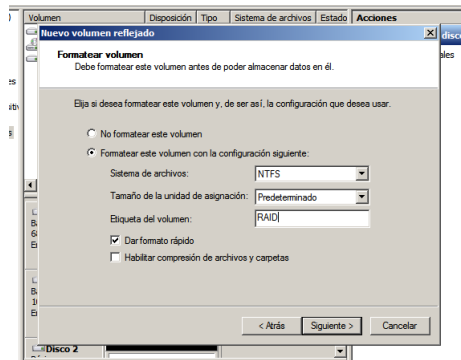 Volumen Disposición Tipo Sistema de archivos Estado Acciones
Nuevo volumen reflejado
Formatear volumen
Debe formatear este volumen antes de poder almacenar datos en él.
Elija si desea formatear este volumen y, de ser así, la configuración que desea usar.
No formatear este volumen
Formatear este volumen con la configuración siguiente:
Sistema de archivos: NTFS
Tamaño de la unidad de asignación: Predeterminado
Etiqueta del volumen: RAID
Dar formato rápido
Habilitar compresión de archivos y carpetas
< Atrás Siguiente > Cancelar
Disco 2